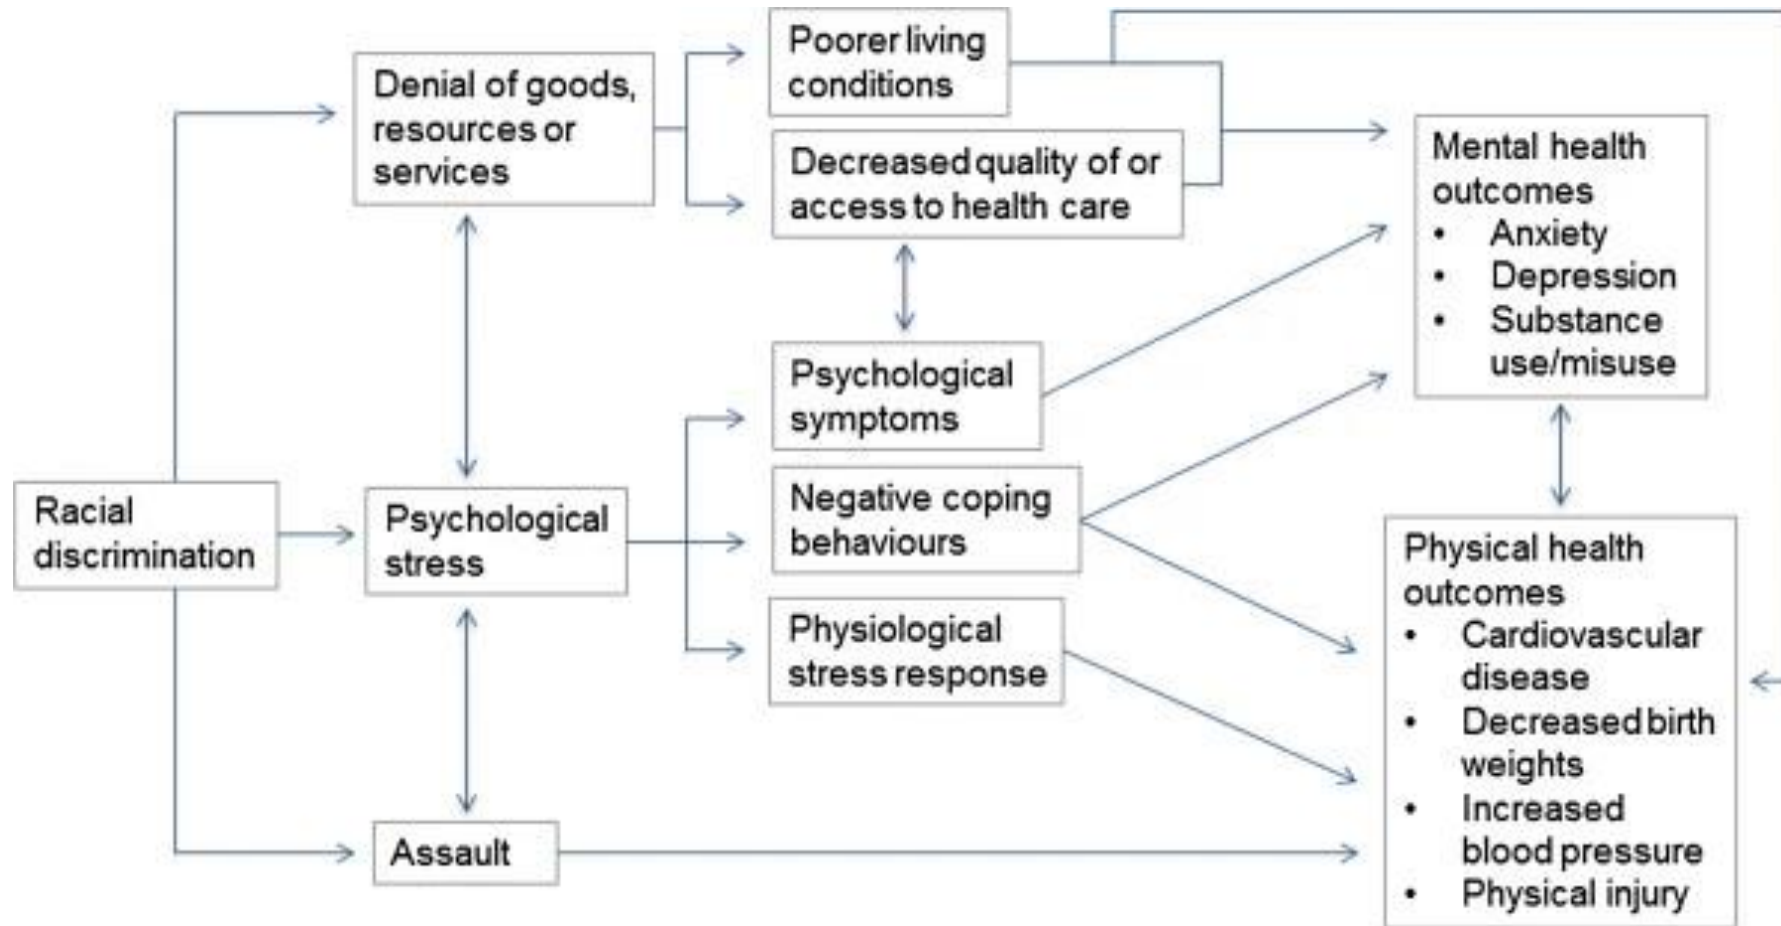 Racial
discrimination
Denial of goods,
resources or
services
Psychological
stress
Assault
Poorer living
conditions
Decreased quality of or
access to health care
Psychological
symptoms
Negative coping
behaviours
Physiological
stress response
Mental health
outcomes
• Anxiety
• Depression
• Substance
use/misuse
Physical health
outcomes
• Cardiovascular
disease
• Decreased birth
weights
• Increased
blood pressure
• Physical injury